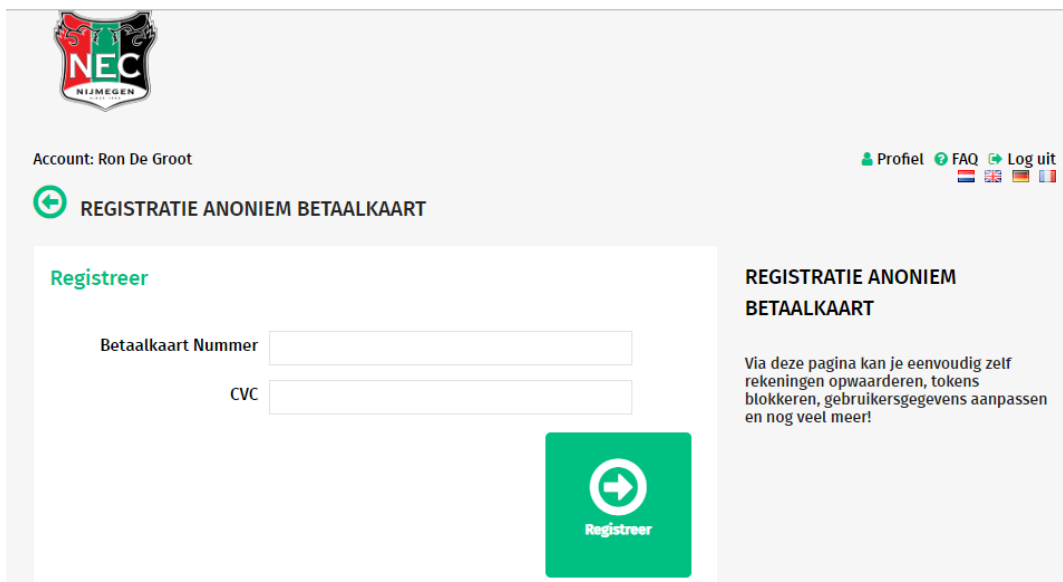 NEC
NIJMEGEN
Account: Ron De Groot
Profiel FAQ Log uit
REGISTRATIE ANONIEM BETAALKAART
Registreer
Betaalkaart Nummer
CVC
Registreer
REGISTRATIE ANONIEM
BETAALKAART
Via deze pagina kan je eenvoudig zelf
rekeningen opwaarderen, tokens
blokkeren, gebruikersgegevens aanpassen
en nog veel meer!